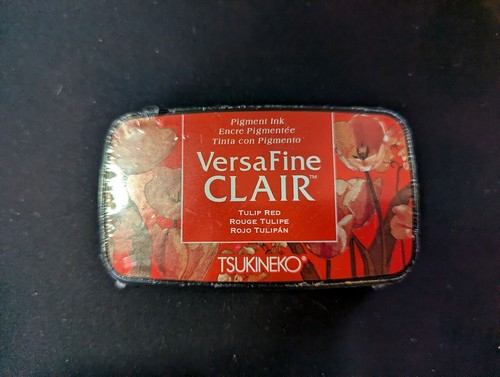 Pigment Ink
Encre Pigmentée
Tinta con Pigmento
VersaFine
CLAIR™
TULIP RED
ROUGE TULIPE
ROJO TULIPÁN
TSUKINEKO®